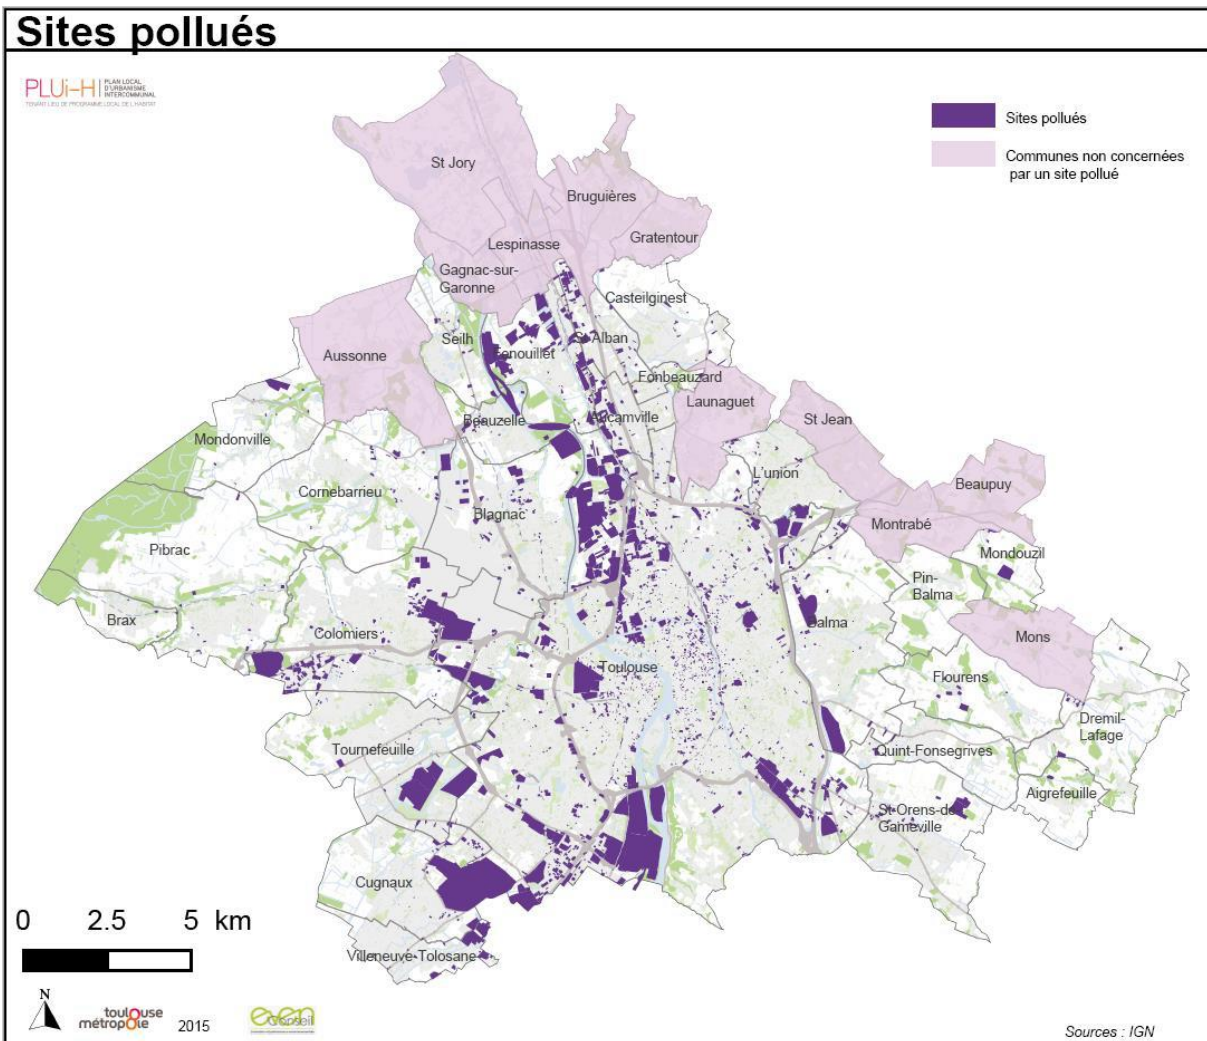 Sites pollués
PLUi-H
PLAN LOCAL
D'URBANISME
INTERCOMMUNAL
TENANT LIEU DE PROGRAMME LOCAL DE L'HABITAT
Sites pollués
Communes non concernées
par un site pollué
St Jory
Bruguières
Gratentour
Lespinasse
Gagnac-sur-
Garonne
Casteilginest
Seilh
St Alban
Fenouillet
Aussonne
Fonbeauzard
Launaguet
Beauzelle
Aucamville
St Jean
Mondonville
L'union
Beaupuy
Cornebarrieu
Blagnac
Montrabé
Pibrac
Mondouzil
Pin-
Balma
Brax
Colomiers
Balma
Mons
Toulouse
Flourens
Dremil-
Lafage
Tournefeuille
Quint-Fonsegrives
Aigrefeuille
St-Orens-de
Gameville
Cugnaux
Villeneuve-Tolosane
0 2.5 5 km
N
toulouse
métropole
2015
even
Conseil
Sources : IGN